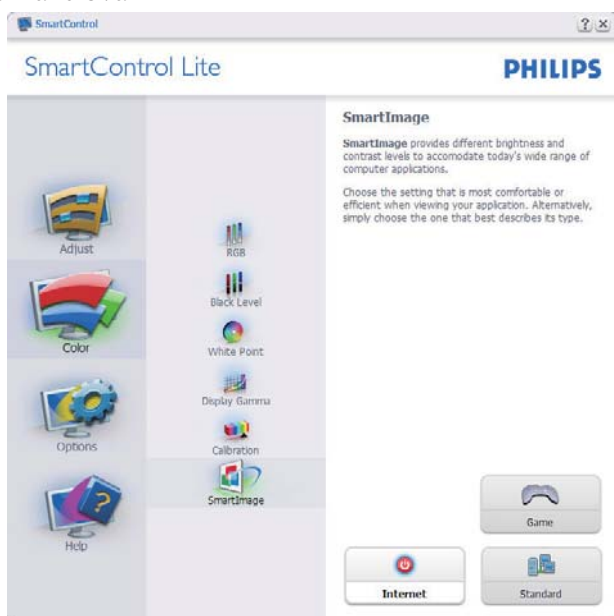 SmartControl
SmartControl Lite
PHILIPS
Adjust
Color
Options
Help
RGB
Black Level
White Point
Display Gamma
Calibration
SmartImage
SmartImage
SmartImage provides different brightness and
contrast levels to accomodate today's wide range of
computer applications.
Choose the setting that is most comfortable or
efficient when viewing your application. Alternatively,
simply choose the one that best describes its type.
Game
Internet
Standard